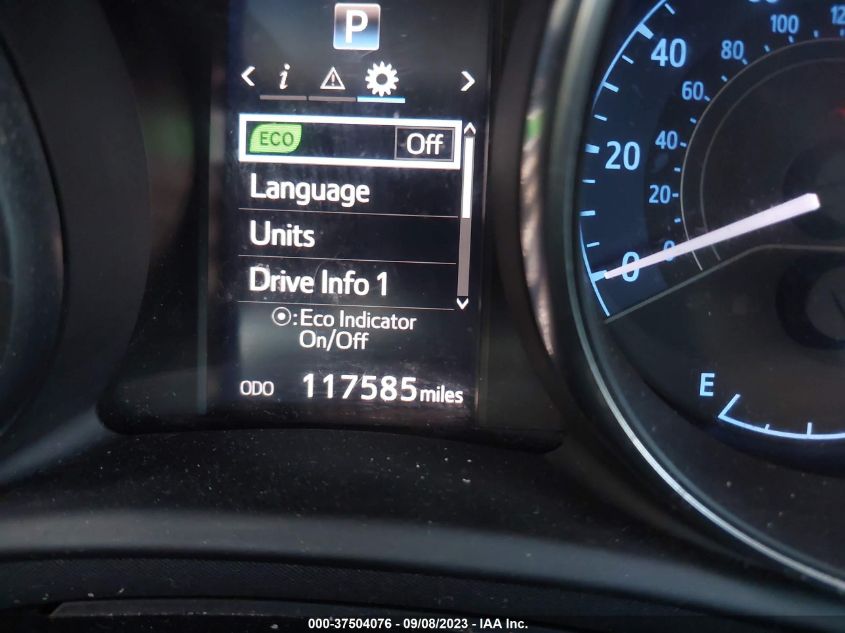 P
i
ECO Off
Language
Units
Drive Info 1
:Eco Indicator
On/Off
ODO 117585 miles
100
80
60
40
20
0
40
20
0
E
000-37504076 - 09/08/2023 - IAA Inc.